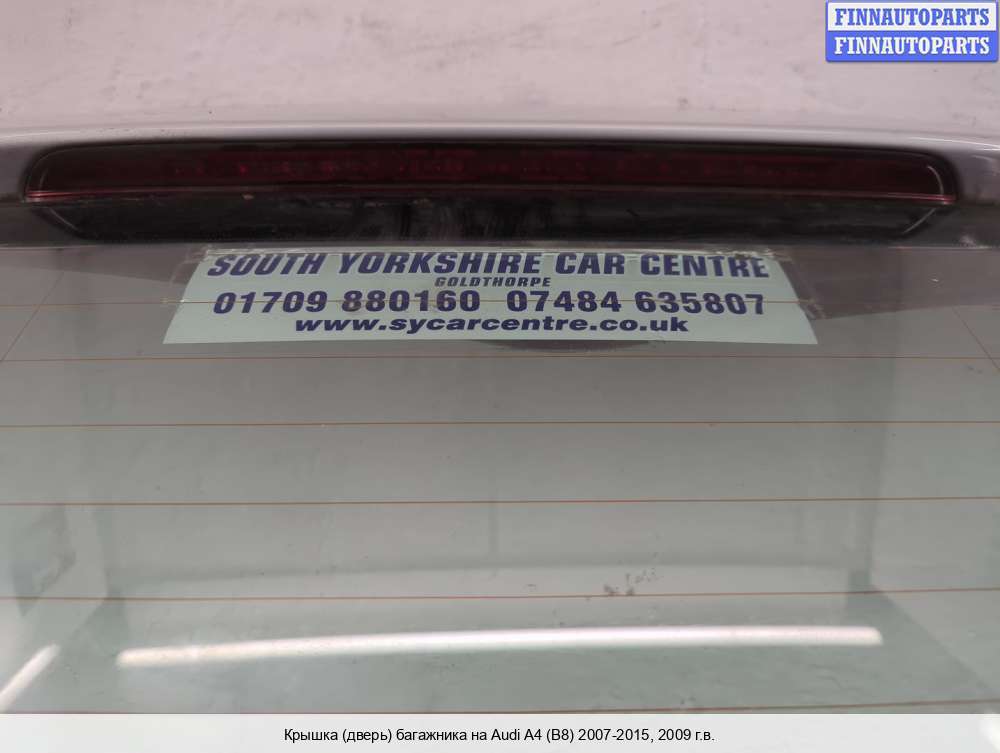 FINNAUTOPARTS
FINNAUTOPARTS
SOUTH YORKSHIRE CAR CENTRE
GOLDTHORPE
01709 880160 07484 635807
www.sycarcentre.co.uk
Крышка (дверь) багажника на Audi A4 (B8) 2007-2015, 2009 г.в.